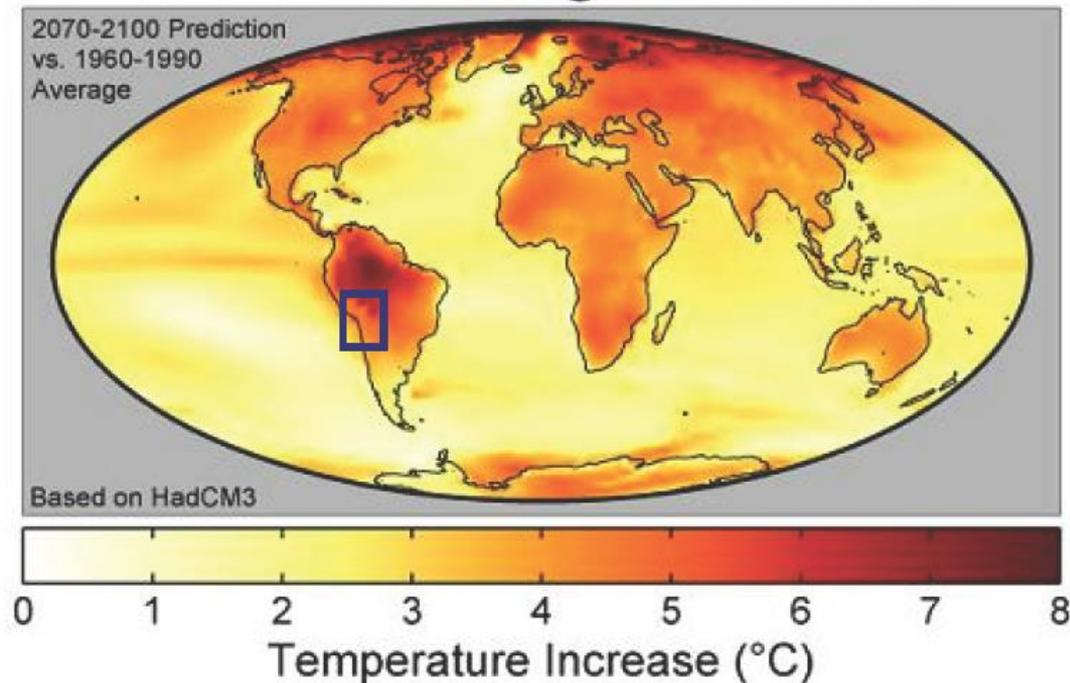 2070-2100 Prediction
vs. 1960-1990
Average
Based on HadCM3
0 1 2 3 4 5 6 7 8
Temperature Increase (°C)